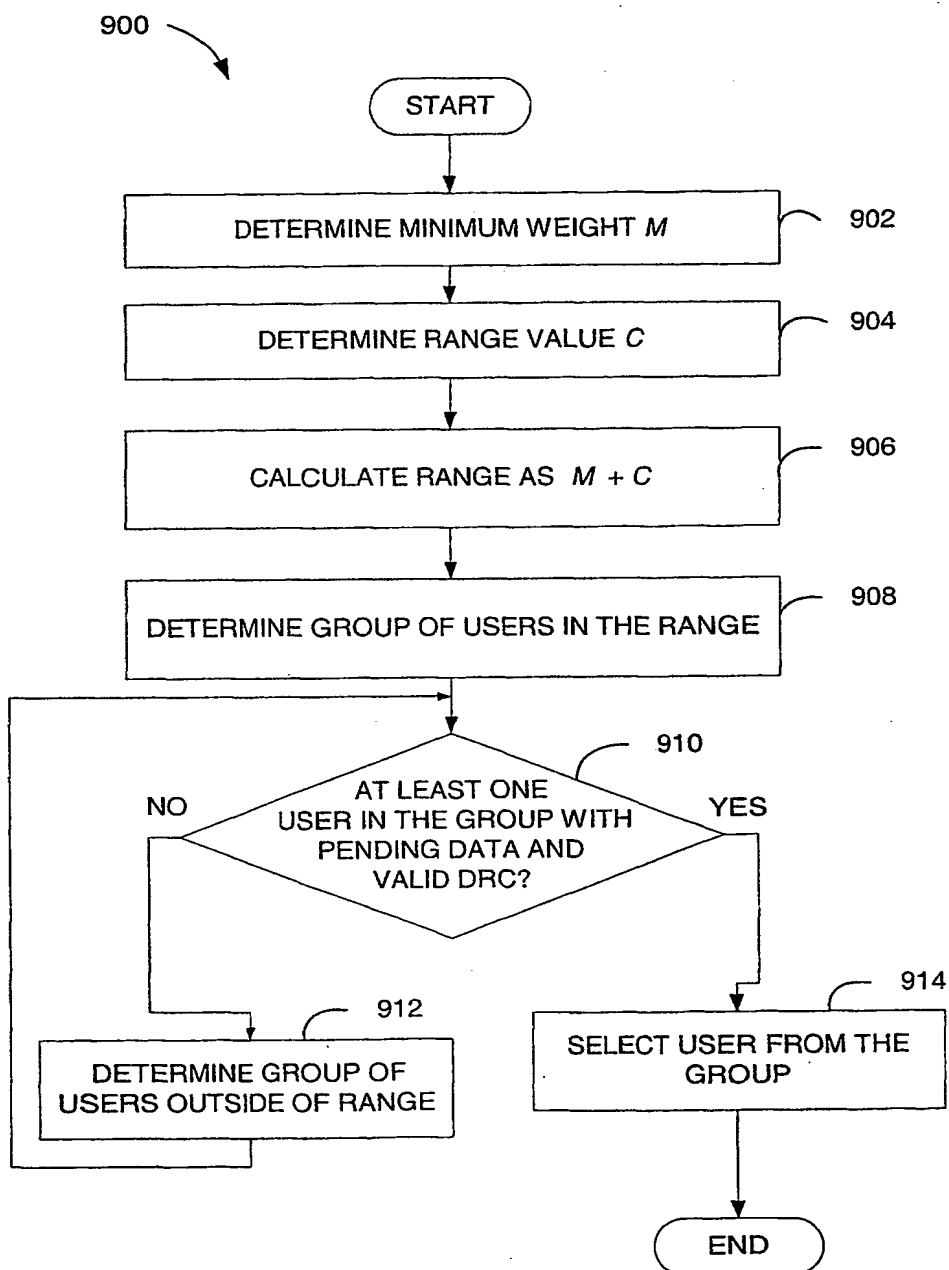 900
START
DETERMINE MINIMUM WEIGHT M
902
DETERMINE RANGE VALUE C
904
CALCULATE RANGE AS M + C
906
DETERMINE GROUP OF USERS IN THE RANGE
908
910
AT LEAST ONE
USER IN THE GROUP WITH
PENDING DATA AND
VALID DRC?
NO
YES
912
DETERMINE GROUP OF
USERS OUTSIDE OF RANGE
914
SELECT USER FROM THE
GROUP
END